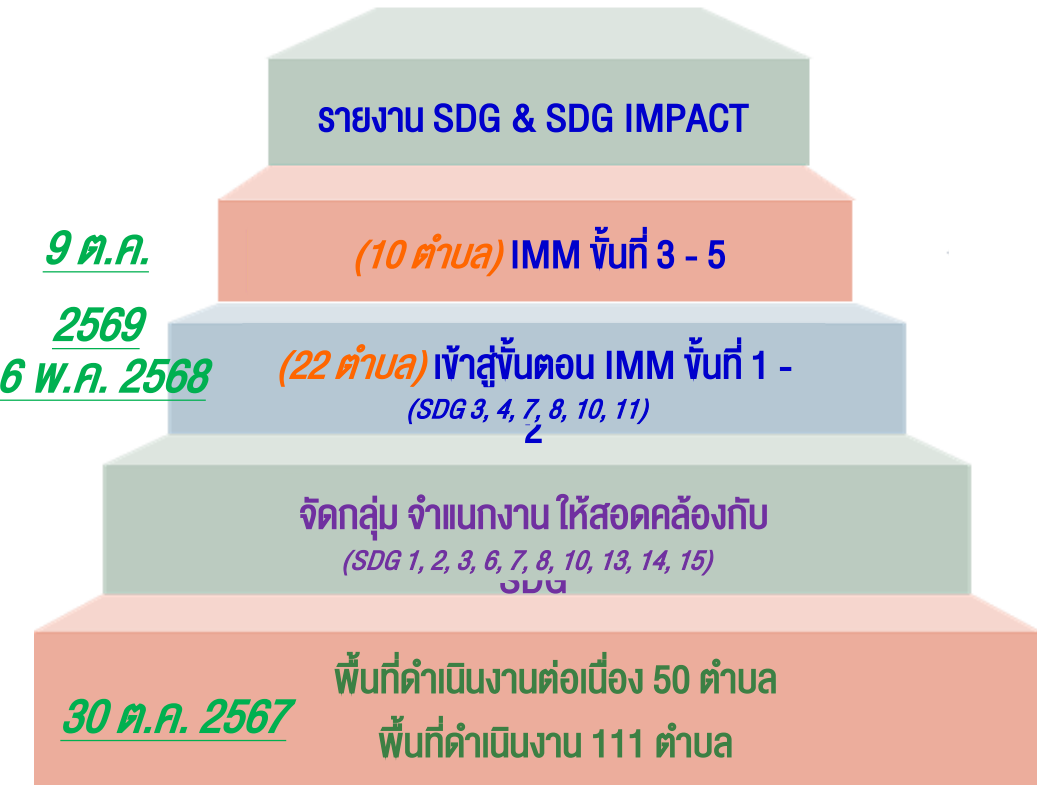 รายงาน SDG & SDG IMPACT
9 ต.ค.
2569
(10 ตำบล) IMM ขั้นที่ 3 - 5
6 พ.ค. 2568
(22 ตำบล) เข้าสู่ขั้นตอน IMM ขั้นที่ 1 -
(SDG 3, 4, 7, 8, 10, 11)
2
จัดกลุ่ม จำแนกงาน ให้สอดคล้องกับ
(SDG 1, 2, 3, 6, 7, 8, 10, 13, 14, 15)
SDG
30 ต.ค. 2567
พื้นที่ดำเนินงานต่อเนื่อง 50 ตำบล
พื้นที่ดำเนินงาน 111 ตำบล